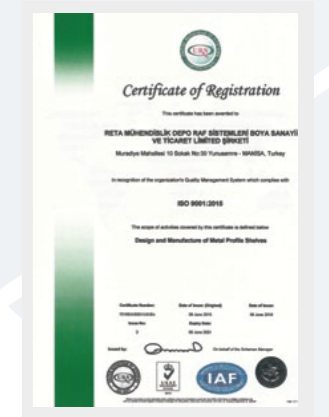 URS
Certificate of Registration
This certificate has been awarded to
RETA MÜHENDİSLİK DEPO RAF SİSTEMLERİ BOYA SANAYİİ
VE TİCARET LİMİTED ŞİRKETİ
Muradiye Mahallesi 10 Sokak No:30 Yunusemre - MANİSA, Turkey
in recognition of the organization's Quality Management System which complies with
ISO 9001:2015
The scope of activities covered by this certificate is defined below
Design and Manufacture of Metal Profile Shelves
Certificate Number:
Date of Issue (Original)
Date of Issue:
Issue No:
Expiry Date:
Issued by:
On behalf of the Schemes Manager
URS
UKAS
IAF